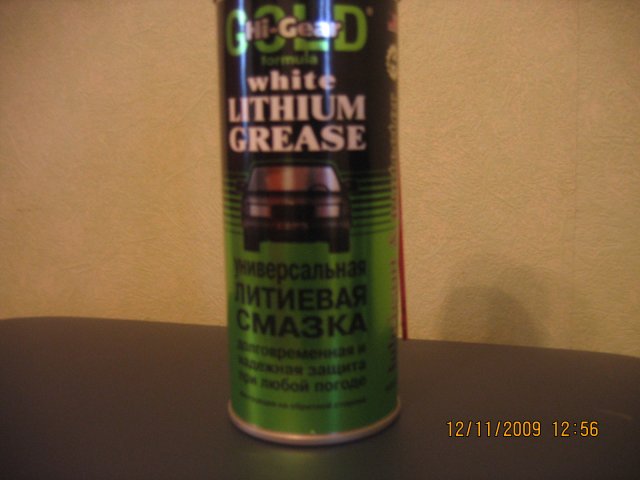 GOLD
Hi-Gear
formula
white
LITHIUM
GREASE
универсальная
ЛИТИЕВАЯ
СМАЗКА
долговременная и
надежная защита
при любой погоде
12/11/2009 12:56